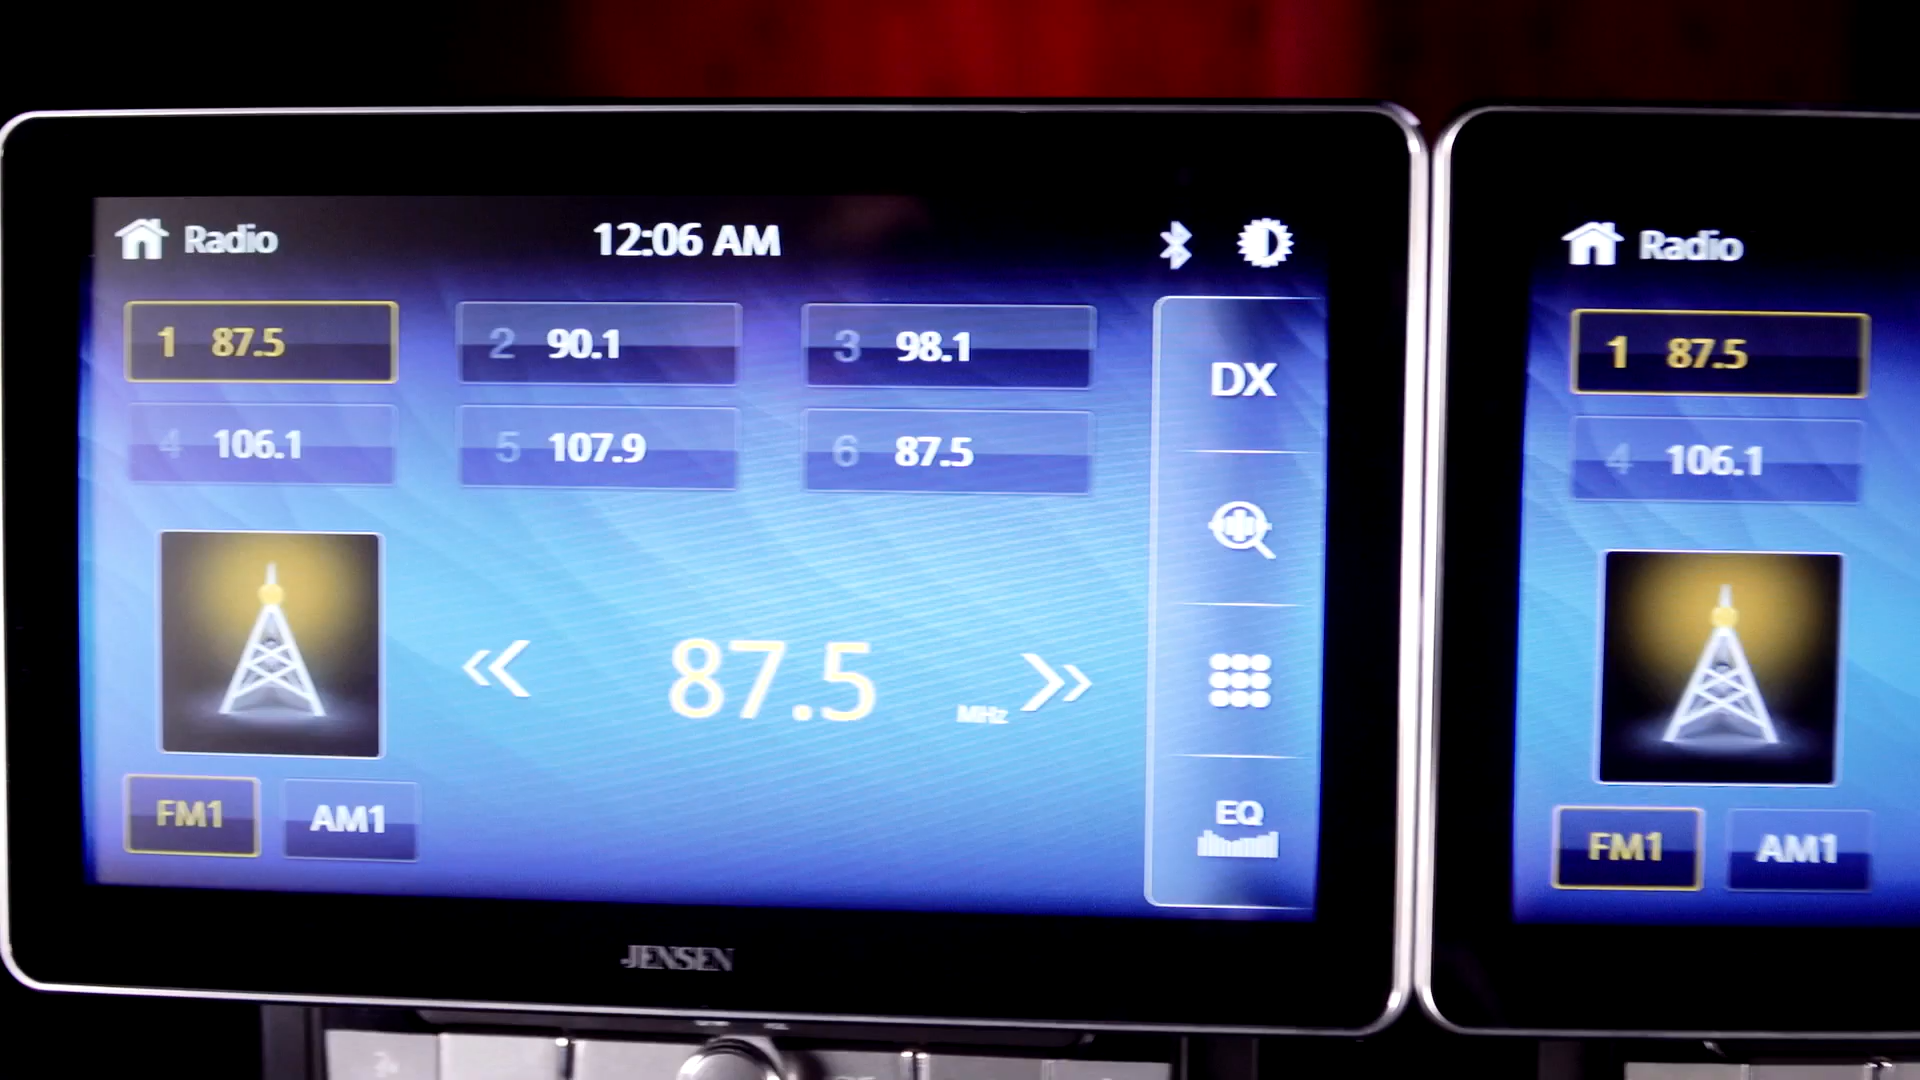 Radio 12:06 AM
1 87.5 2 90.1 3 98.1
DX
4 106.1 5 107.9 6 87.5
87.5 MHz
FM1 AM1
EQ
JENSEN
Radio
1 87.5
4 106.1
FM1 AM1